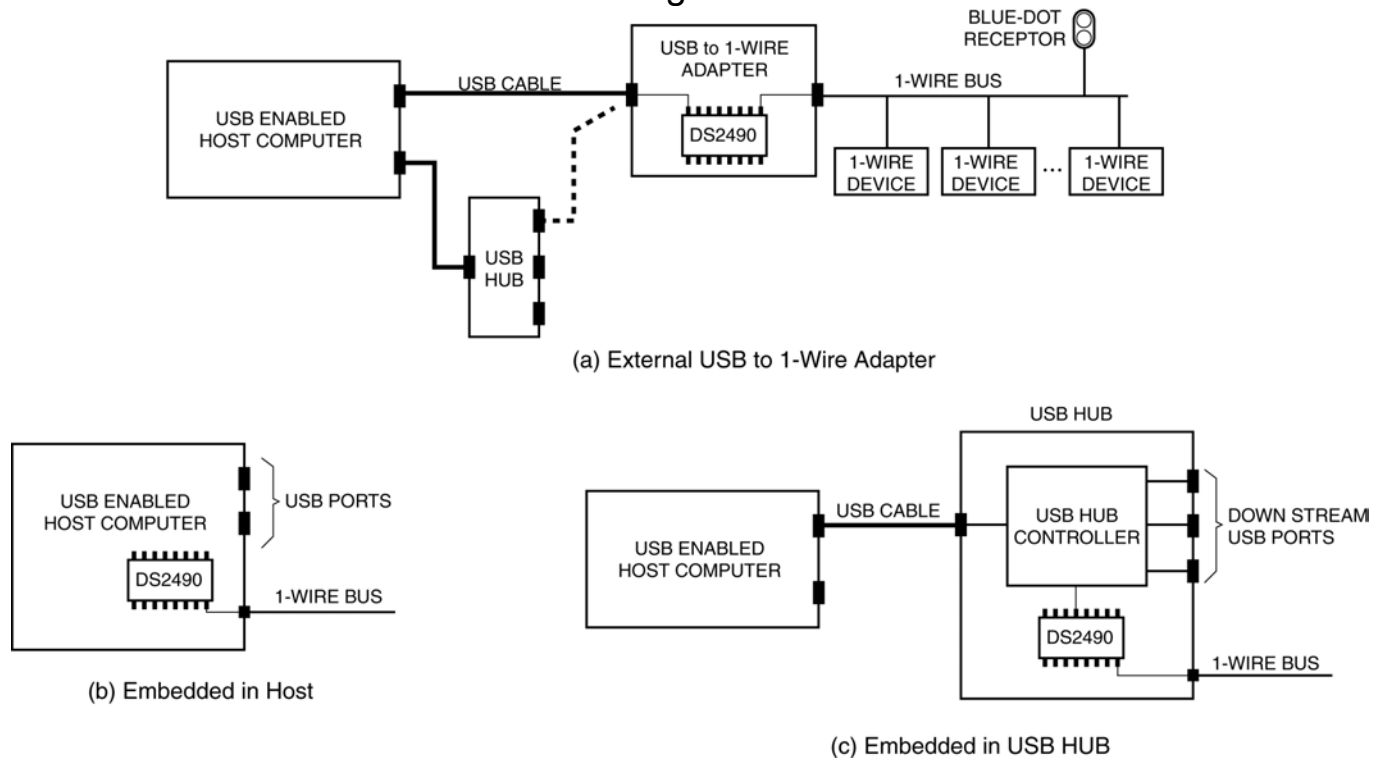 BLUE-DOT
RECEPTOR
USB to 1-WIRE
ADAPTER
USB CABLE
1-WIRE BUS
USB ENABLED
HOST COMPUTER
DS2490
1-WIRE
DEVICE
1-WIRE
DEVICE
...
1-WIRE
DEVICE
USB
HUB
(a) External USB to 1-Wire Adapter
USB ENABLED
HOST COMPUTER
USB PORTS
DS2490
1-WIRE BUS
(b) Embedded in Host
USB HUB
USB ENABLED
HOST COMPUTER
USB CABLE
USB HUB
CONTROLLER
DOWN STREAM
USB PORTS
DS2490
1-WIRE BUS
(c) Embedded in USB HUB